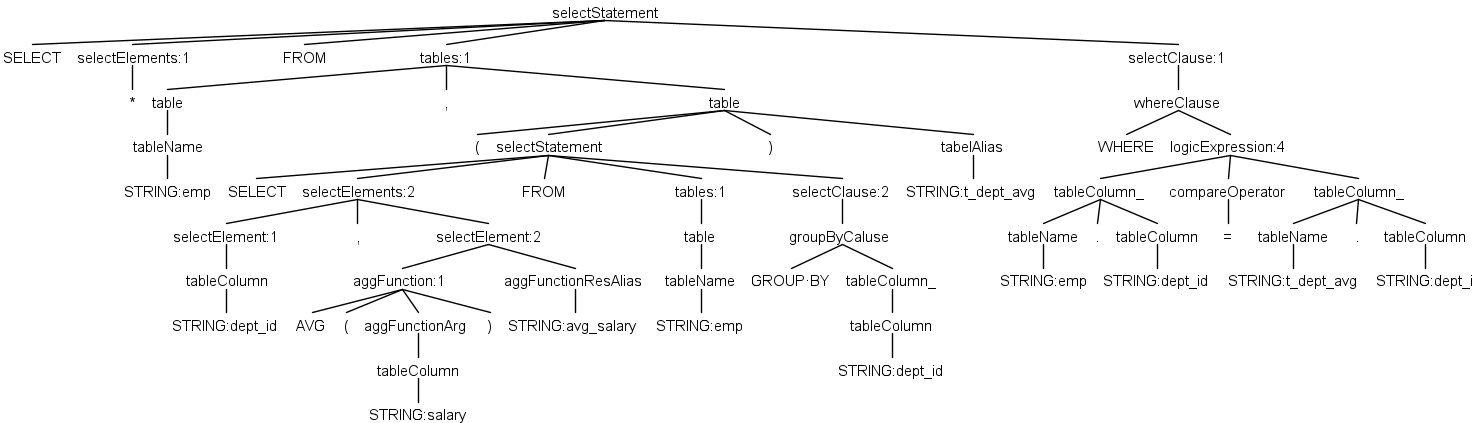 selectStatement
SELECT selectElements:1 FROM tables:1 selectClause:1
* table , table whereClause
tableName ( selectStatement ) tabelAlias WHERE logicExpression:4
STRING:emp SELECT selectElements:2 FROM tables:1 selectClause:2 STRING:t_dept_avg tableColumn_ compareOperator tableColumn_
selectElement:1 , selectElement:2 table groupByCaluse tableName . tableColumn = tableName . tableColumn
tableColumn aggFunction:1 aggFunctionResAlias tableName GROUP·BY tableColumn_ STRING:emp STRING:dept_id STRING:t_dept_avg STRING:dept_i
STRING:dept_id AVG ( aggFunctionArg ) STRING:avg_salary STRING:emp tableColumn
tableColumn STRING:dept_id
STRING:salary